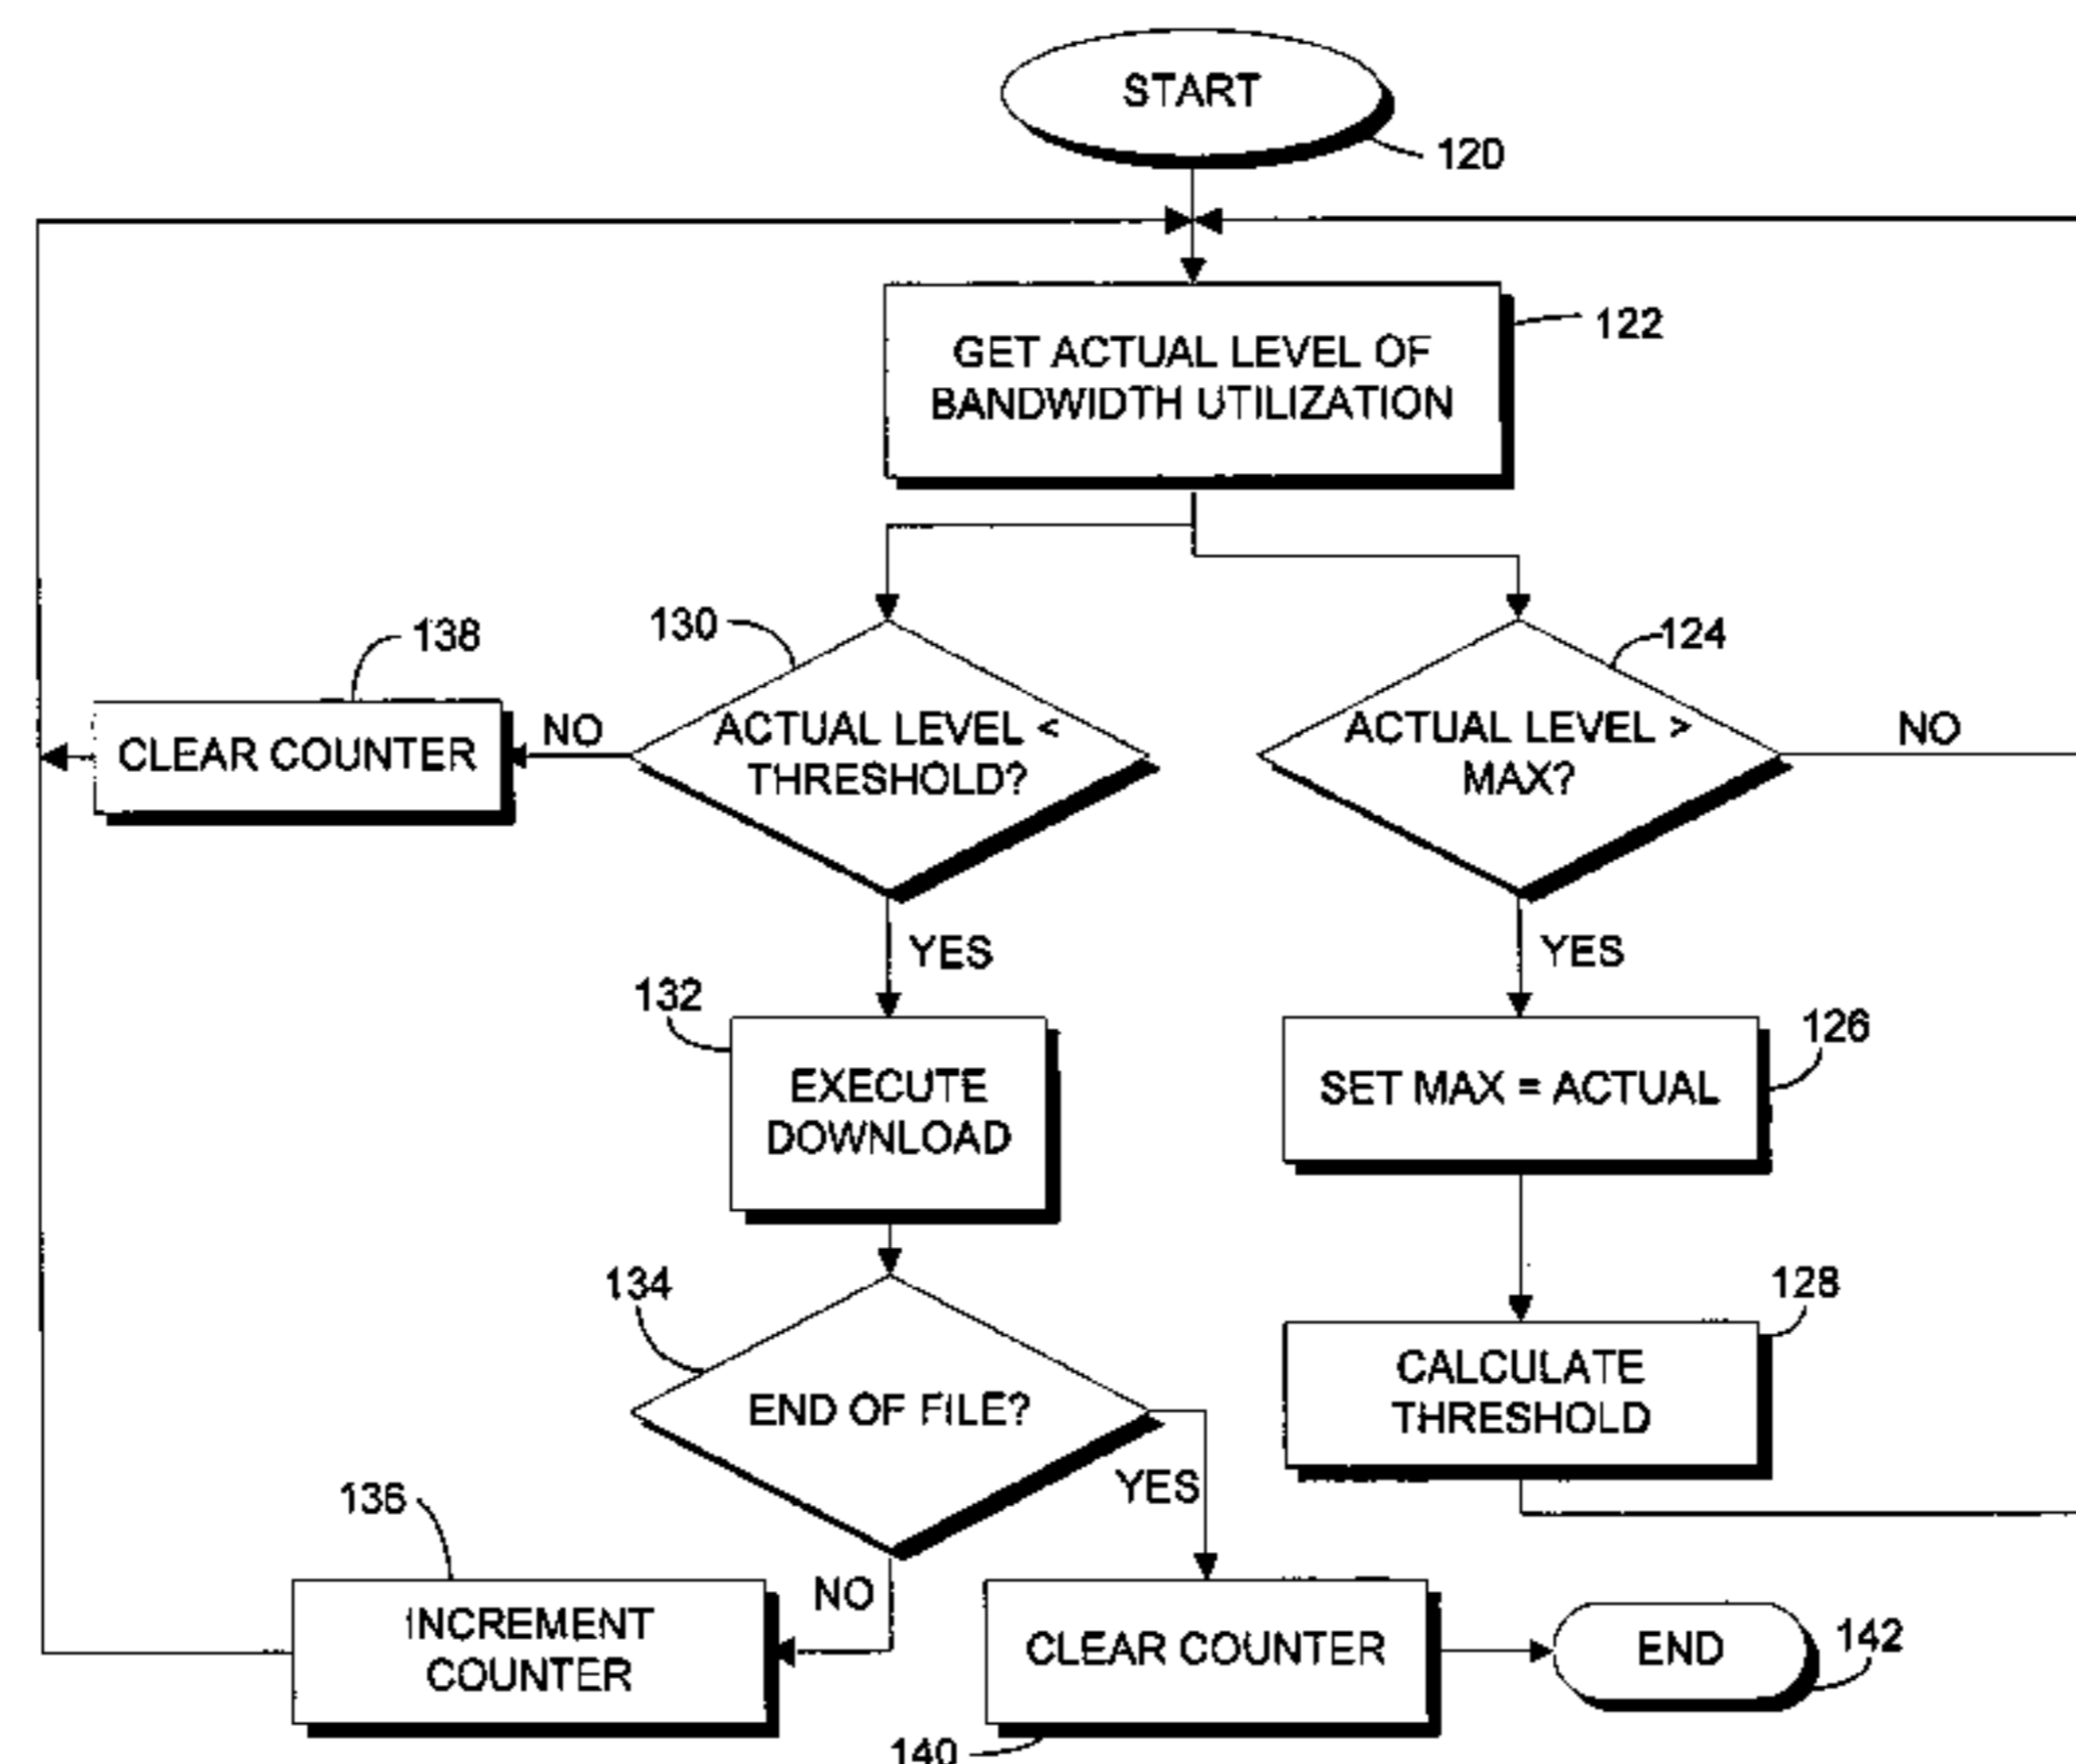 START
120
GET ACTUAL LEVEL OF
BANDWIDTH UTILIZATION
122
138
130
124
CLEAR COUNTER
NO
ACTUAL LEVEL <
THRESHOLD?
ACTUAL LEVEL >
MAX?
NO
YES
YES
132
EXECUTE
DOWNLOAD
SET MAX = ACTUAL
126
134
END OF FILE?
CALCULATE
THRESHOLD
128
YES
136
NO
INCREMENT
COUNTER
CLEAR COUNTER
END
142
140